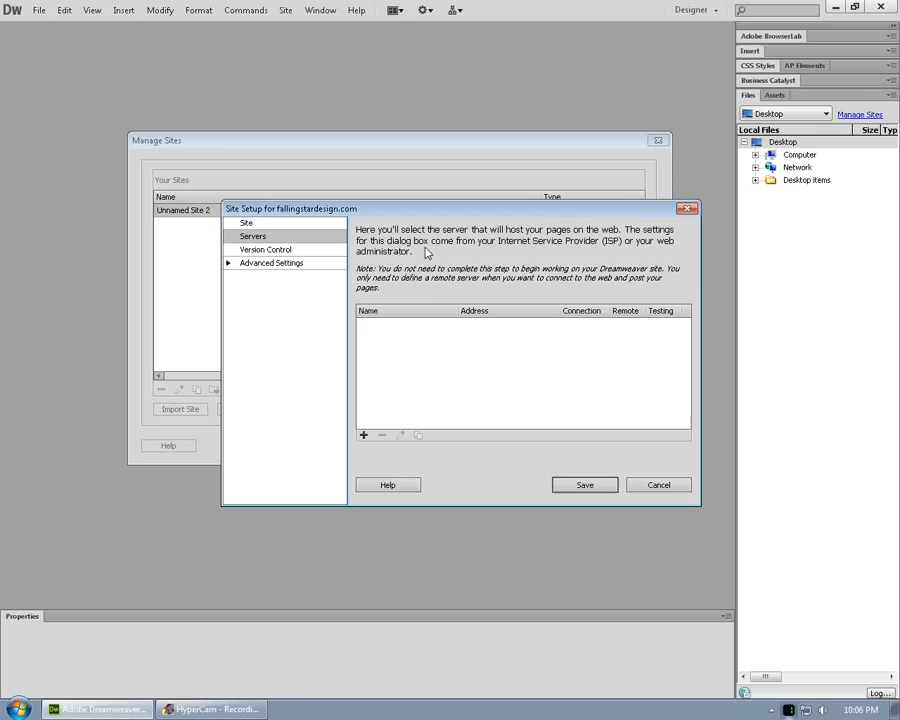 Dw File Edit View Insert Modify Format Commands Site Window Help Designer
Adobe BrowserLab
Insert
CSS Styles AP Elements
Business Catalyst
Files Assets
Desktop Manage Sites
Local Files Size Typ
Desktop
Computer
Network
Desktop items
Manage Sites
Your Sites
Name Type
Unnamed Site 2
Import Site
Help
Site Setup for fallingstardesign.com
Site
Servers
Version Control
Advanced Settings
Here you'll select the server that will host your pages on the web. The settings
for this dialog box come from your Internet Service Provider (ISP) or your web
administrator.
Note: You do not need to complete this step to begin working on your Dreamweaver site. You
only need to define a remote server when you want to connect to the web and post your
pages.
Name Address Connection Remote Testing
Help Save Cancel
Properties
Log...
Dw Adobe Dreamweaver... HyperCam - Recordi... 10:06 PM